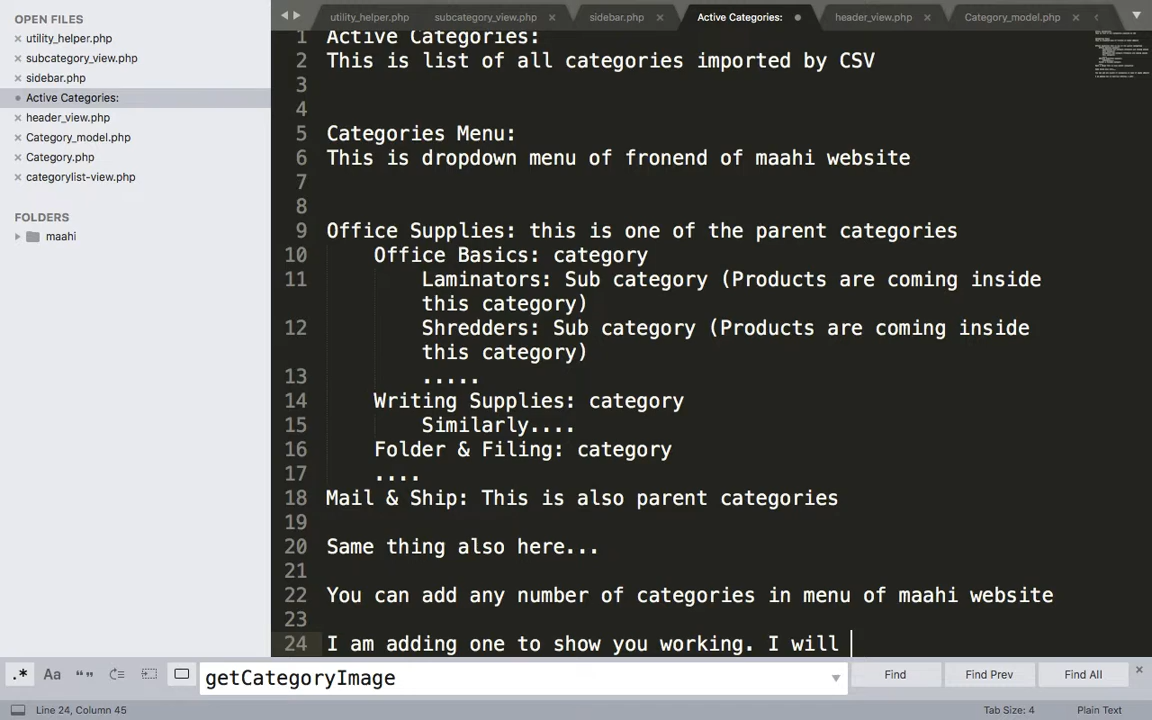 OPEN FILES
utility_helper.php
subcategory_view.php
sidebar.php
Active Categories:
header_view.php
Category_model.php
Category.php
categorylist-view.php
FOLDERS
maahi
utility_helper.php subcategory_view.php sidebar.php Active Categories: header_view.php Category_model.php
1 Active Categories:
2 This is list of all categories imported by CSV
3
4
5 Categories Menu:
6 This is dropdown menu of fronend of maahi website
7
8
9 Office Supplies: this is one of the parent categories
10 Office Basics: category
11 Laminators: Sub category (Products are coming inside
this category)
12 Shredders: Sub category (Products are coming inside
this category)
13 .....
14 Writing Supplies: category
15 Similarly....
16 Folder & Filing: category
17 ....
18 Mail & Ship: This is also parent categories
19
20 Same thing also here...
21
22 You can add any number of categories in menu of maahi website
23
24 I am adding one to show you working. I will
.* Aa “” getCategoryImage Find Find Prev Find All
Line 24, Column 45 Tab Size: 4 Plain Text